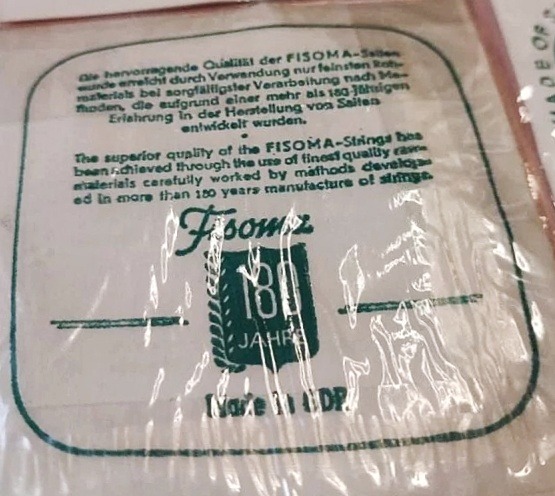 Die hervorragende Qualität der FISOMA-Saiten
wurde erreicht durch Verwendung nur feinsten Roh-
materials bei sorgfältigster Verarbeitung nach Me-
thoden, die aufgrund einer mehr als 180-jährigen
Erfahrung in der Herstellung von Saiten
entwickelt wurden.
The superior quality of the FISOMA-Strings has
been achieved through the use of finest quality raw-
materials carefully worked by methods develop-
ed in more than 180 years manufacture of strings.
Fisoma
180
JAHRE
Made in GDR